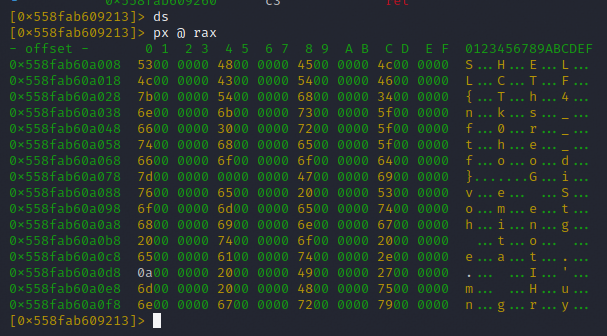 0×558fab609260 c3 ret
[0×558fab609213]> ds
[0×558fab609213]> px @ rax
- offset - 0 1 2 3 4 5 6 7 8 9 A B C D E F 0123456789ABCDEF
0×558fab60a008 5300 0000 4800 0000 4500 0000 4c00 0000 S...H...E...L...
0×558fab60a018 4c00 0000 4300 0000 5400 0000 4600 0000 L...C...T...F...
0×558fab60a028 7b00 0000 5400 0000 6800 0000 3400 0000 {...T...h...4...
0×558fab60a038 6e00 0000 6b00 0000 7300 0000 5f00 0000 n...k...s..._...
0×558fab60a048 6600 0000 3000 0000 7200 0000 5f00 0000 f...0...r..._...
0×558fab60a058 7400 0000 6800 0000 6500 0000 5f00 0000 t...h...e..._...
0×558fab60a068 6600 0000 6f00 0000 6f00 0000 6400 0000 f...o...o...d...
0×558fab60a078 7d00 0000 0000 0000 4700 0000 6900 0000 }.......G...i...
0×558fab60a088 7600 0000 6500 0000 2000 0000 5300 0000 v...e... ...S...
0×558fab60a098 6f00 0000 6d00 0000 6500 0000 7400 0000 o...m...e...t...
0×558fab60a0a8 6800 0000 6900 0000 6e00 0000 6700 0000 h...i...n...g...
0×558fab60a0b8 2000 0000 7400 0000 6f00 0000 2000 0000 ...t...o... ...
0×558fab60a0c8 6500 0000 6100 0000 7400 0000 2e00 0000 e...a...t.......
0×558fab60a0d8 0a00 0000 2000 0000 4900 0000 2700 0000 .... ...I...'...
0×558fab60a0e8 6d00 0000 2000 0000 4800 0000 7500 0000 m... ...H...u...
0×558fab60a0f8 6e00 0000 6700 0000 7200 0000 7900 0000 n...g...r...y...
[0×558fab609213]>